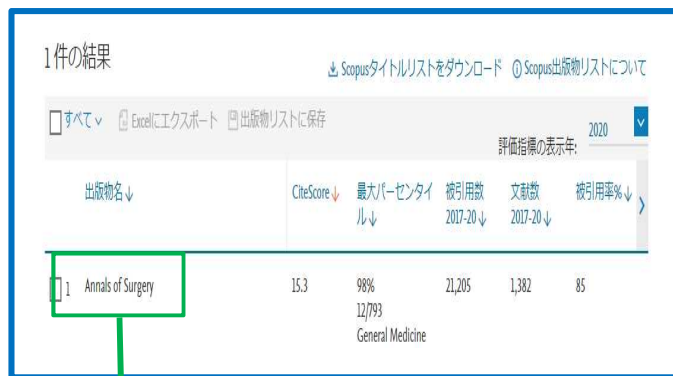 1件の結果
Scopusタイトルリストをダウンロード Scopus出版物リストについて
すべて Excelにエクスポート 出版物リストに保存
評価指標の表示年: 2020
出版物名↓ CiteScore↓ 最大パーセンタイ 被引用数 文献数 被引用率%↓
ル↓ 2017-20↓ 2017-20↓
1 Annals of Surgery 15.3 98% 21,205 1,382 85
12/793
General Medicine